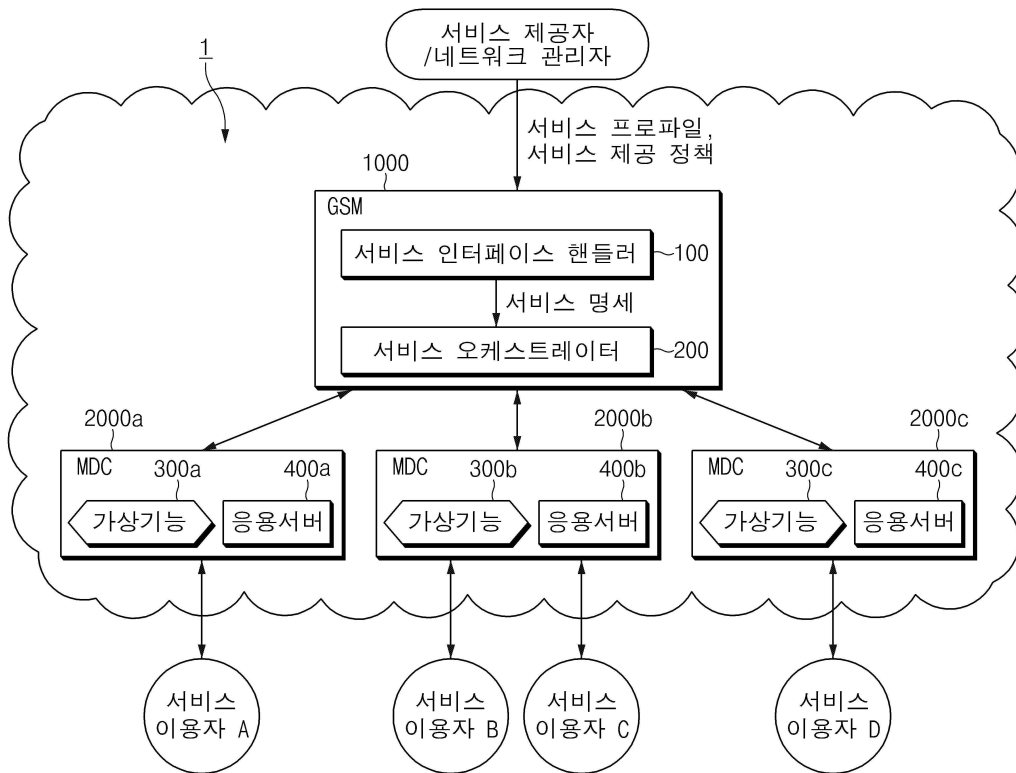 서비스 제공자
/네트워크 관리자
1
서비스 프로파일,
서비스 제공 정책
1000
GSM
서비스 인터페이스 핸들러
100
서비스 명세
서비스 오케스트레이터
200
2000a
2000b
2000c
MDC
300a
400a
MDC
300b
400b
MDC
300c
400c
가상기능
응용서버
가상기능
응용서버
가상기능
응용서버
서비스
이용자 A
서비스
이용자 B
서비스
이용자 C
서비스
이용자 D